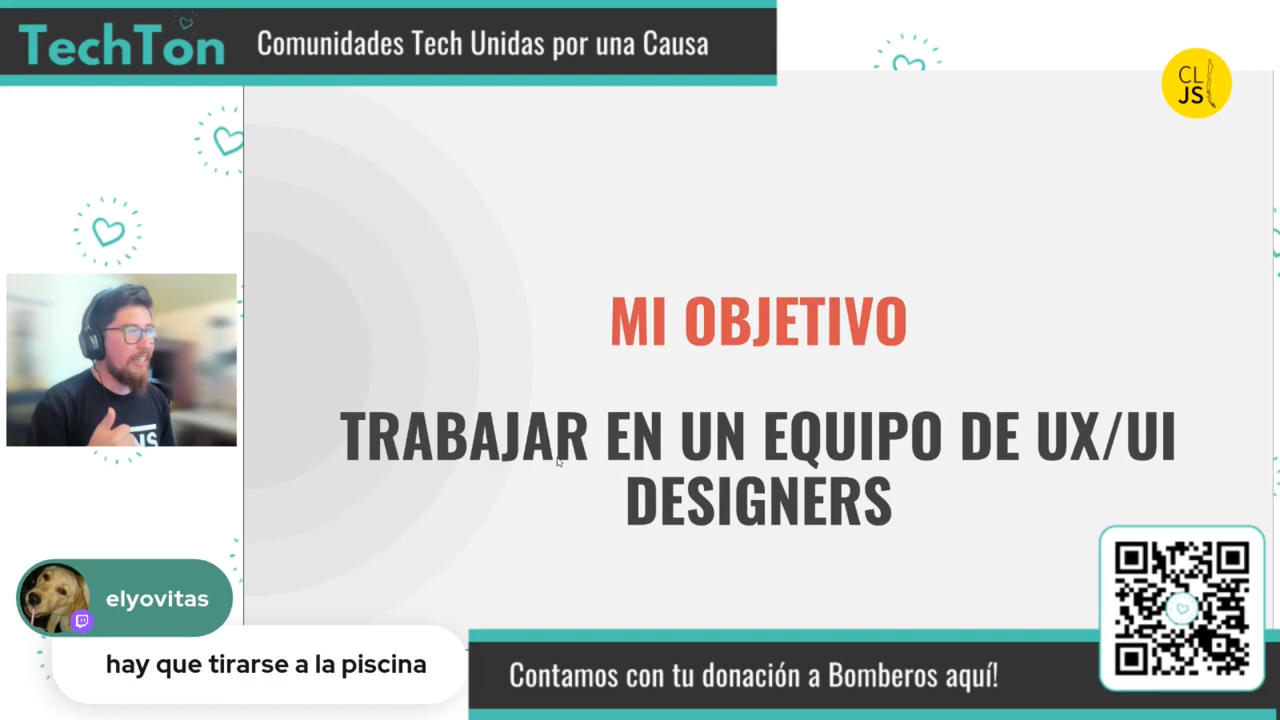 TechTon
Comunidades Tech Unidas por una Causa
CL
JS
MI OBJETIVO
TRABAJAR EN UN EQUIPO DE UX/UI
DESIGNERS
elyovitas
hay que tirarse a la piscina
Contamos con tu donación a Bomberos aquí!